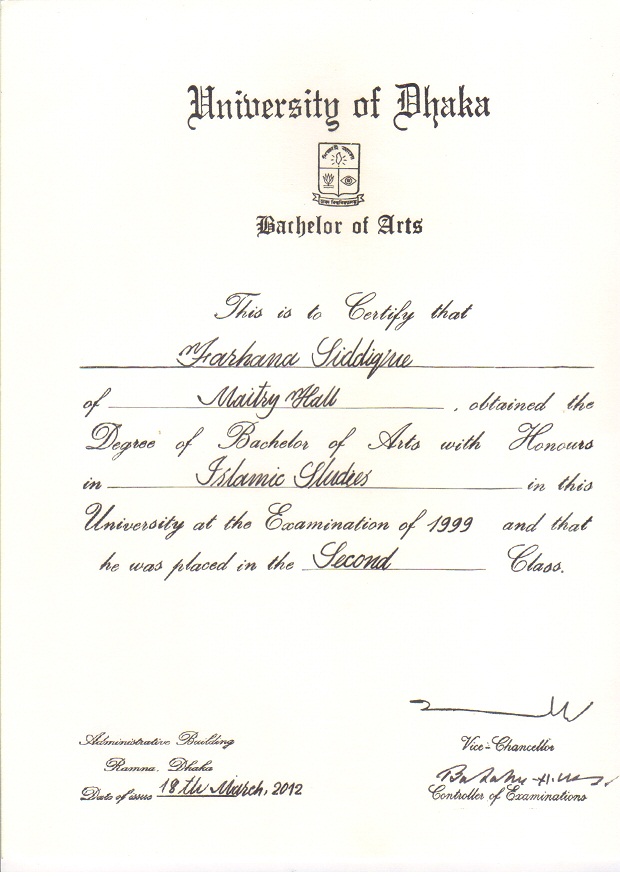 University of Dhaka
Bachelor of Arts
This is to Certify that
Farhana Siddique
of Maitry Hall, obtained the
Degree of Bachelor of Arts with Honours
in Islamic Studies in this
University at the Examination of 1999 and that
he was placed in the Second Class.
Administrative Building
Ramna, Dhaka
Date of issue 18th March, 2012
Vice-Chancellor
Controller of Examinations